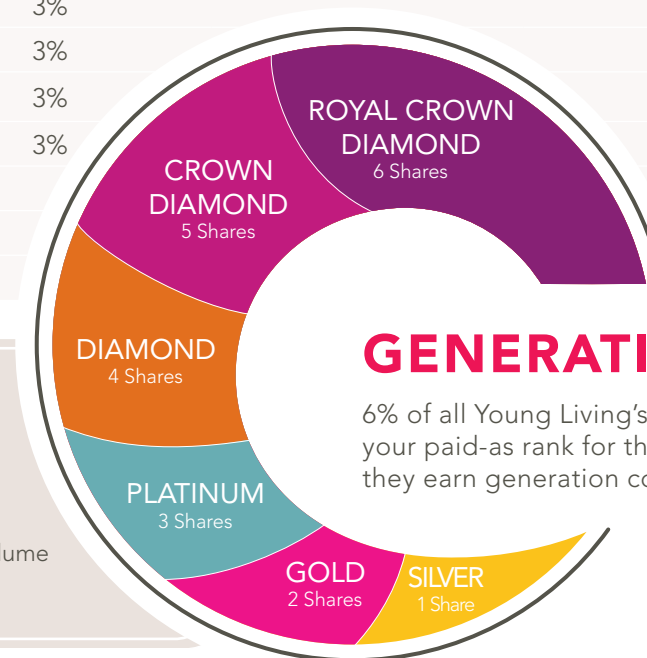 3%
3%
3%
3%
ROYAL CROWN
DIAMOND
6 Shares
CROWN
DIAMOND
5 Shares
DIAMOND
4 Shares
GENERATI
6% of all Young Living’s
your paid-as rank for th
they earn generation co
PLATINUM
3 Shares
lume
GOLD
2 Shares
SILVER
1 Share